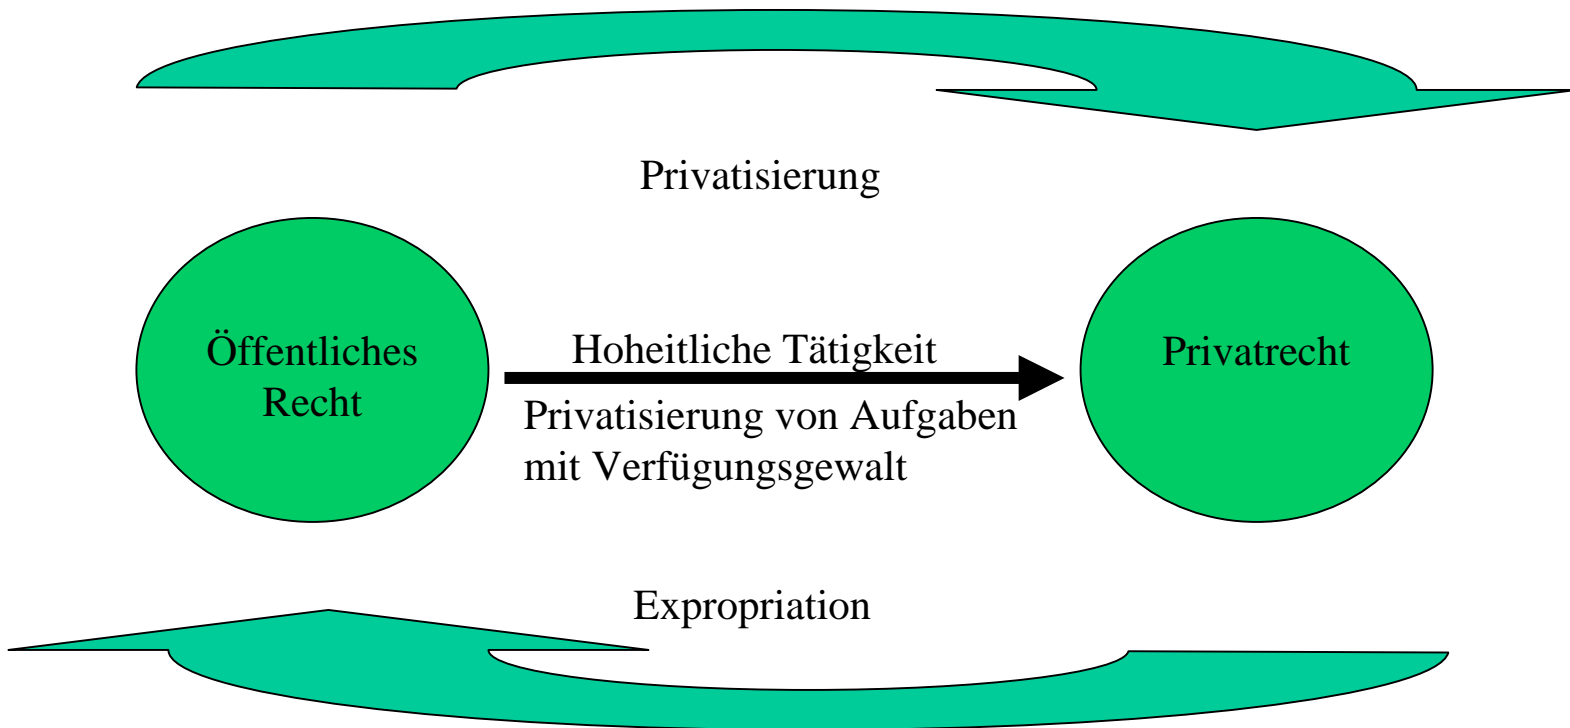 Privatisierung
Öffentliches
Recht
Hoheitliche Tätigkeit
Privatisierung von Aufgaben
mit Verfügungsgewalt
Privatrecht
Expropriation